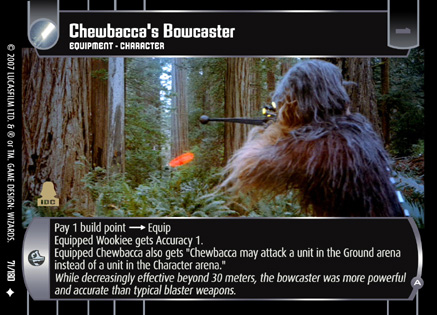 Chewbacca's Bowcaster
EQUIPMENT - CHARACTER
© 2007 LUCASFILM LTD. & ® or TM. GAME DESIGN: WIZARDS.
IDC
Pay 1 build point → Equip
Equipped Wookiee gets Accuracy 1.
Equipped Chewbacca also gets "Chewbacca may attack a unit in the Ground arena
instead of a unit in the Character arena."
While decreasingly effective beyond 30 meters, the bowcaster was more powerful
and accurate than typical blaster weapons.
A